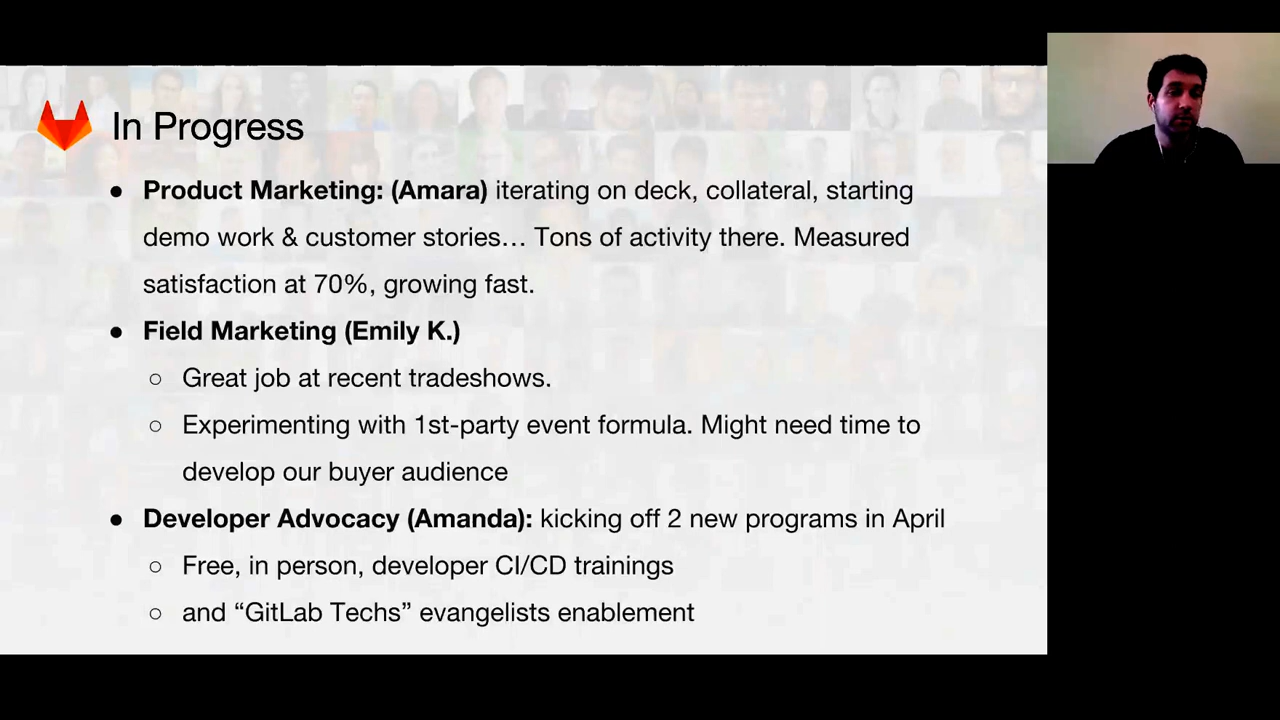 In Progress
● Product Marketing: (Amara) iterating on deck, collateral, starting
demo work & customer stories… Tons of activity there. Measured
satisfaction at 70%, growing fast.
● Field Marketing (Emily K.)
○ Great job at recent tradeshows.
○ Experimenting with 1st-party event formula. Might need time to
develop our buyer audience
● Developer Advocacy (Amanda): kicking off 2 new programs in April
○ Free, in person, developer CI/CD trainings
○ and “GitLab Techs” evangelists enablement